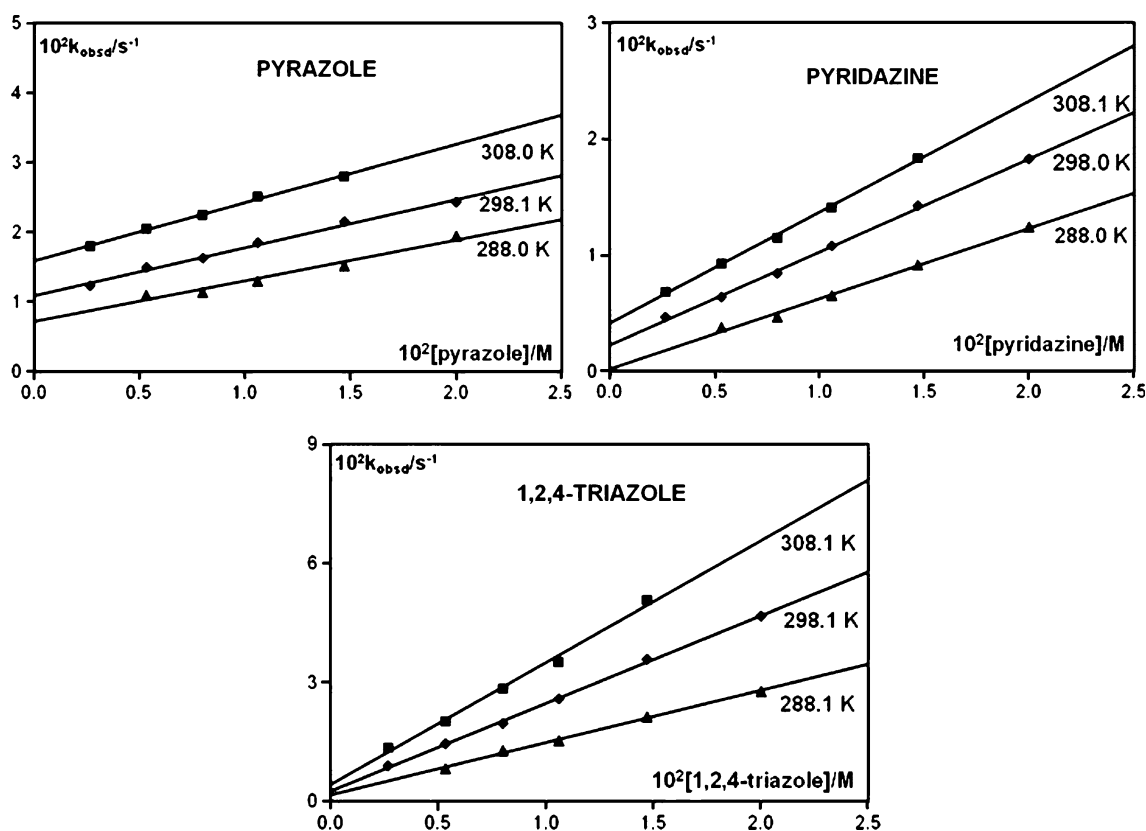 5
10²k_obsd/s⁻¹
PYRAZOLE
4
3
308.0 K
298.1 K
2
288.0 K
1
10²[pyrazole]/M
0
0.0 0.5 1.0 1.5 2.0 2.5
3
10²k_obsd/s⁻¹
PYRIDAZINE
308.1 K
2
298.0 K
288.0 K
1
10²[pyridazine]/M
0
0.0 0.5 1.0 1.5 2.0 2.5
9
10²k_obsd/s⁻¹
1,2,4-TRIAZOLE
308.1 K
6
298.1 K
3
288.1 K
10²[1,2,4-triazole]/M
0
0.0 0.5 1.0 1.5 2.0 2.5